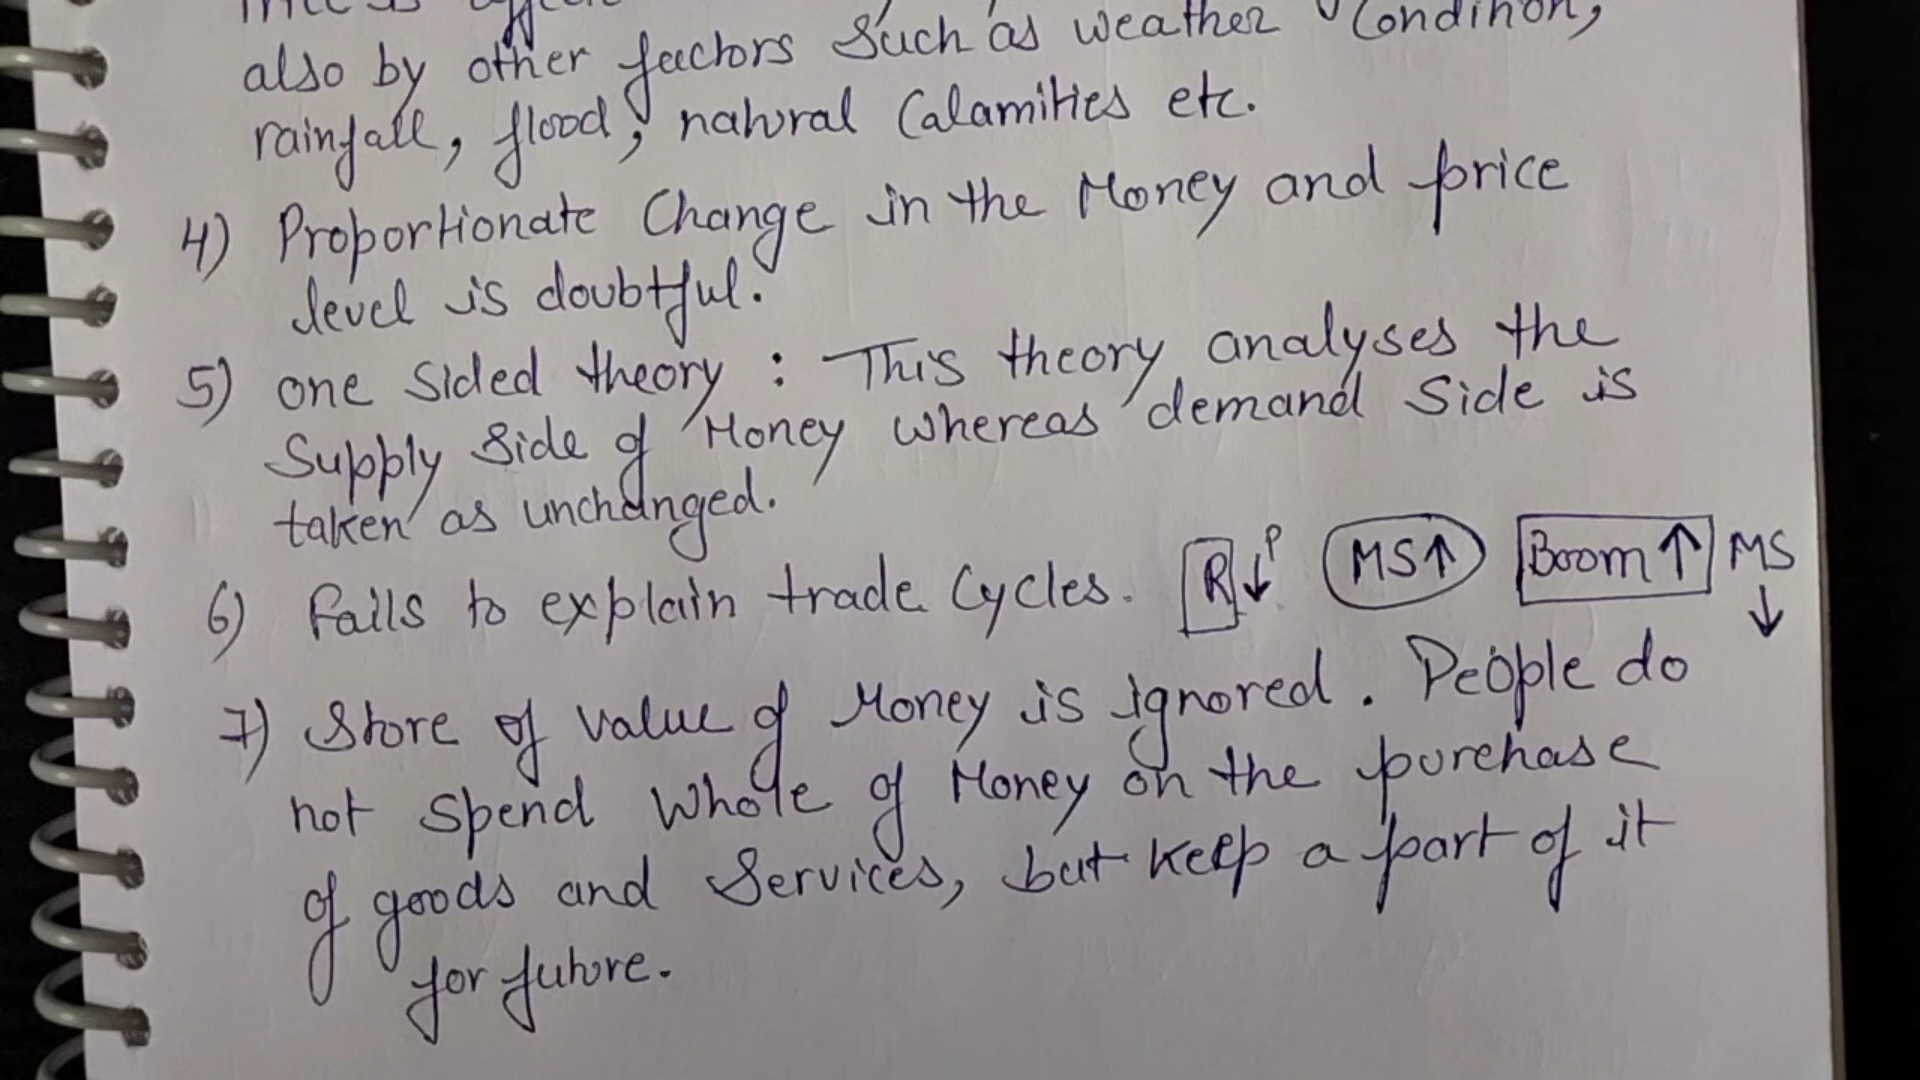 also by other factors such as weather Condition,
rainfall, flood, natural Calamities etc.
4) Proportionate Change in the Money and price
level is doubtful.
5) one sided theory : This theory analyses the
Supply side of Money whereas demand side is
taken as unchanged.
6) Fails to explain trade Cycles. R↓P MS↑ Boom↑ MS↓
7) Store of value of Money is ignored. People do
not spend whole of Money on the purchase
of goods and Services, but keep a part of it
for future.